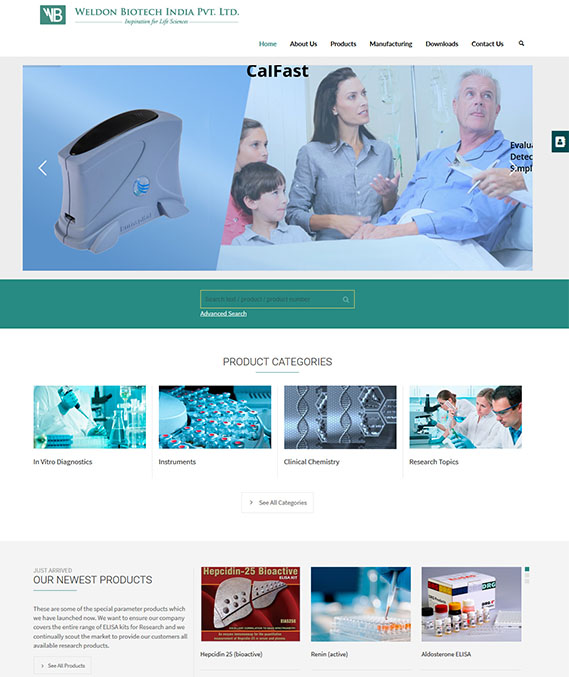 WB
WELDON BIOTECH INDIA PVT. LTD.
Inspiration for Life Sciences
Home About Us Products Manufacturing Downloads Contact Us
CalFast
Evalua
Detec
Search test / product / product number
Advanced Search
PRODUCT CATEGORIES
In Vitro Diagnostics
Instruments
Clinical Chemistry
Research Topics
See All Categories
JUST ARRIVED
OUR NEWEST PRODUCTS
These are some of the special parameter products which
we have launched now. We want to ensure our company
covers the entire range of ELISA kits for Research and we
continually scout the market to provide our customers all
available research products.
See All Products
Hepcidin-25 Bioactive
ELISA KIT
Hepcidin 25 (bioactive)
Renin (active)
DRG
Aldosterone ELISA